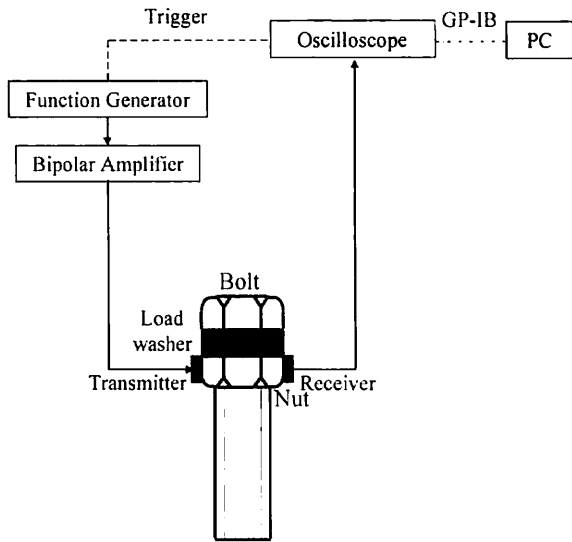 Trigger
GP-IB
Oscilloscope
PC
Function Generator
Bipolar Amplifier
Bolt
Load
washer
Transmitter
Receiver
Nut